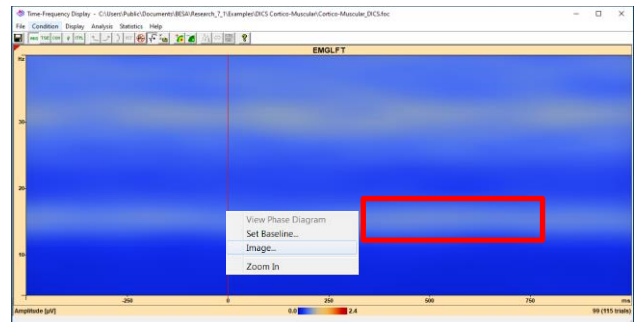 Time-Frequency Display - C:\Users\Public\Documents\BESA\Research_7_1\Examples\DICS Cortico-Muscular\Cortico-Muscular_DICS.foc
File Condition Display Analysis Statistics Help
EMGLFT
Hz
30
20
10
View Phase Diagram
Set Baseline...
Image...
Zoom In
-250 0 250 500 750 ms
Amplitude [µV] 0.0 2.4 99 (115 trials)